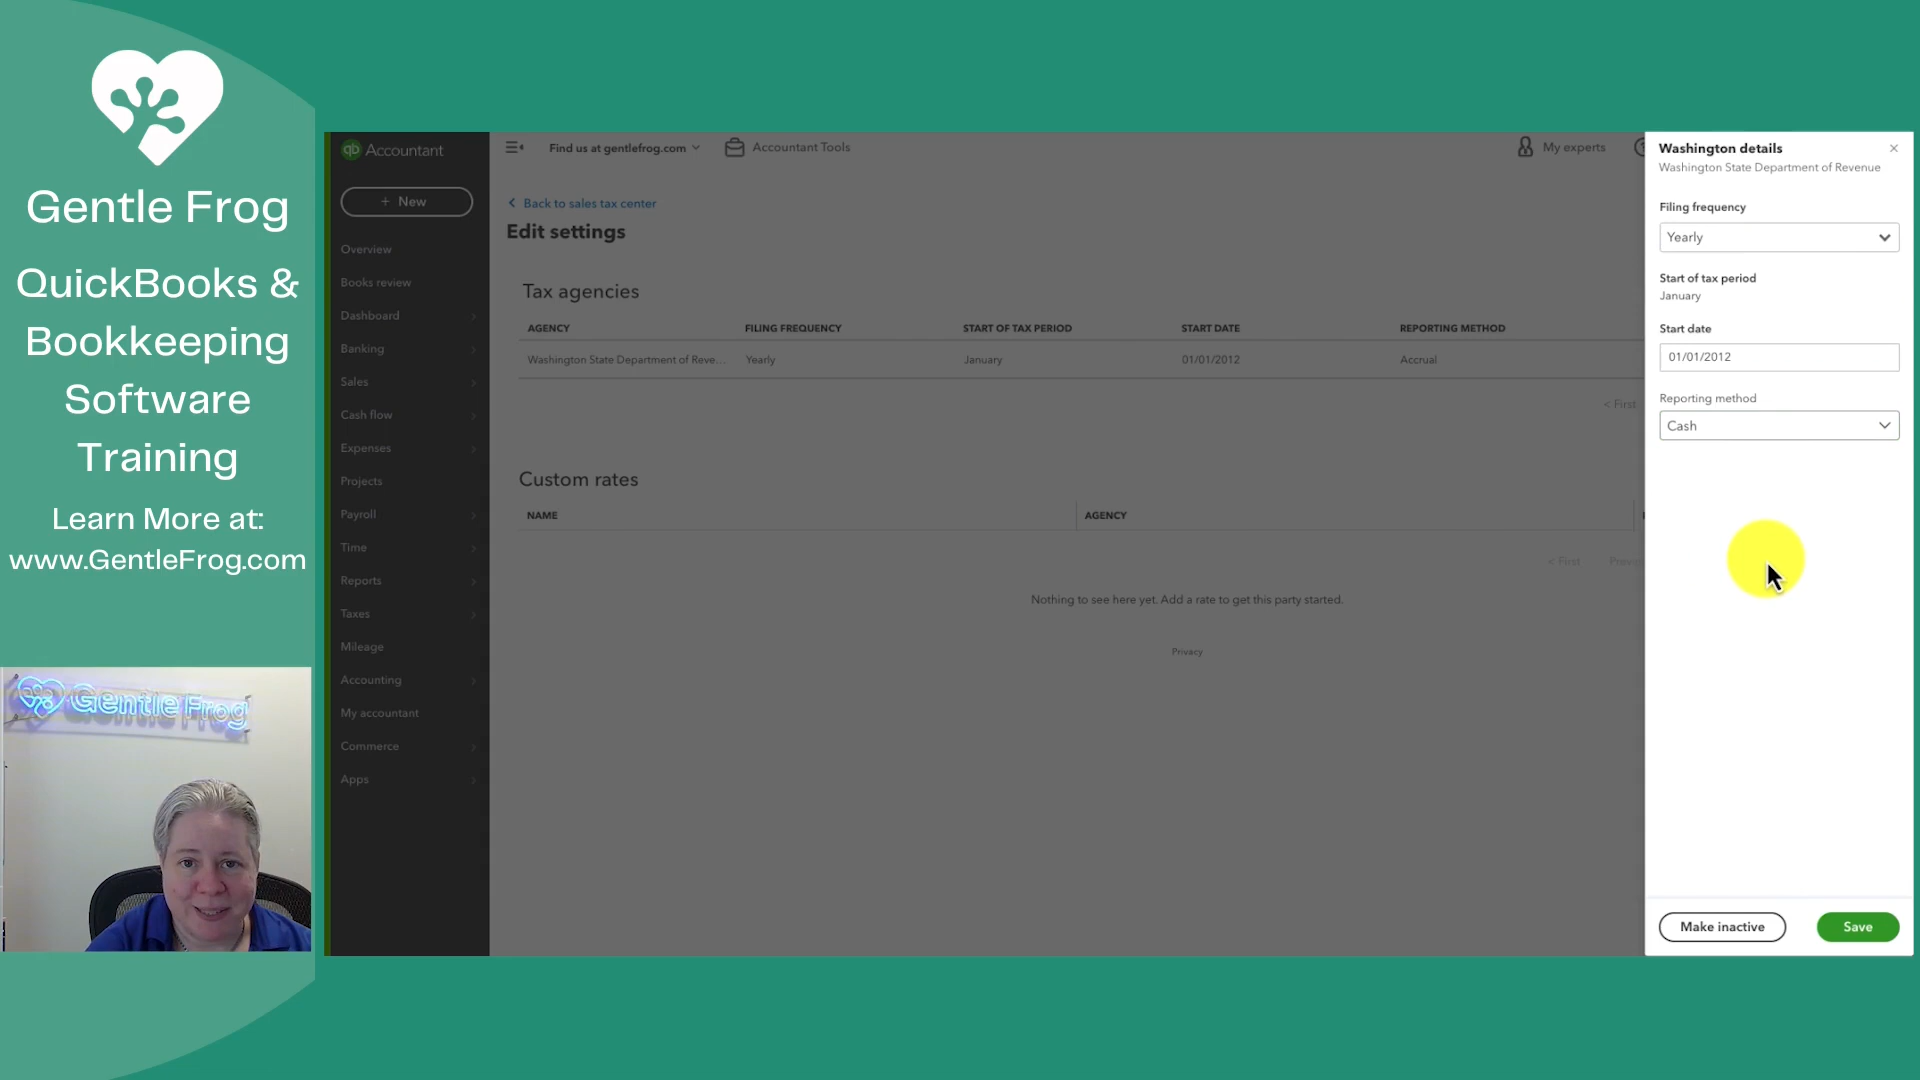 Gentle Frog
QuickBooks &
Bookkeeping
Software
Training
Learn More at:
www.GentleFrog.com
Gentle Frog
qb Accountant
+ New
Overview
Books review
Dashboard
Banking
Sales
Cash flow
Expenses
Projects
Payroll
Time
Reports
Taxes
Mileage
Accounting
My accountant
Commerce
Apps
Find us at gentlefrog.com
Accountant Tools
My experts
Back to sales tax center
Edit settings
Tax agencies
AGENCY FILING FREQUENCY START OF TAX PERIOD START DATE REPORTING METHOD
Washington State Department of Reve... Yearly January 01/01/2012 Accrual
< First
Custom rates
NAME AGENCY
< First
Nothing to see here yet. Add a rate to get this party started.
Privacy
Washington details
Washington State Department of Revenue
Filing frequency
Yearly
Start of tax period
January
Start date
01/01/2012
Reporting method
Cash
Make inactive Save